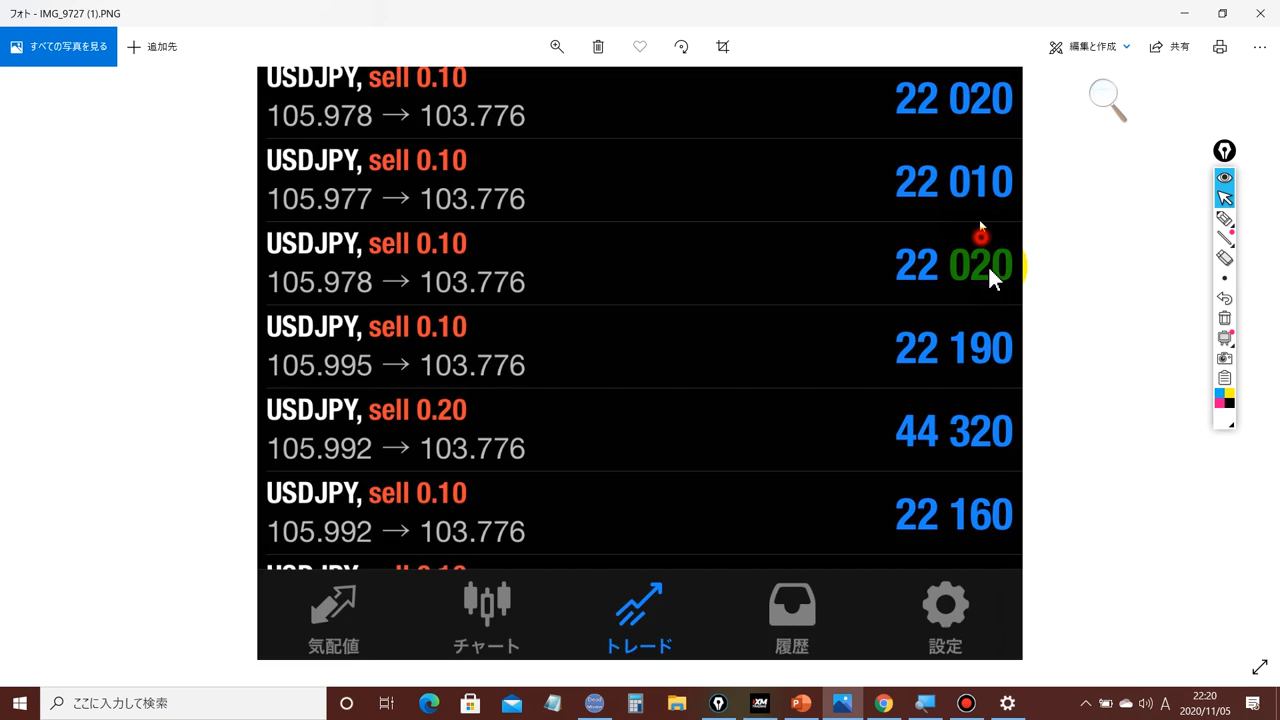 フォト - IMG_9727 (1).PNG
すべての写真を見る
追加先
編集と作成
共有
USDJPY, sell 0.10
105.978 → 103.776
22 020
USDJPY, sell 0.10
105.977 → 103.776
22 010
USDJPY, sell 0.10
105.978 → 103.776
22 020
USDJPY, sell 0.10
105.995 → 103.776
22 190
USDJPY, sell 0.20
105.992 → 103.776
44 320
USDJPY, sell 0.10
105.992 → 103.776
22 160
気配値
チャート
トレード
履歴
設定
ここに入力して検索
A
22:20
2020/11/05